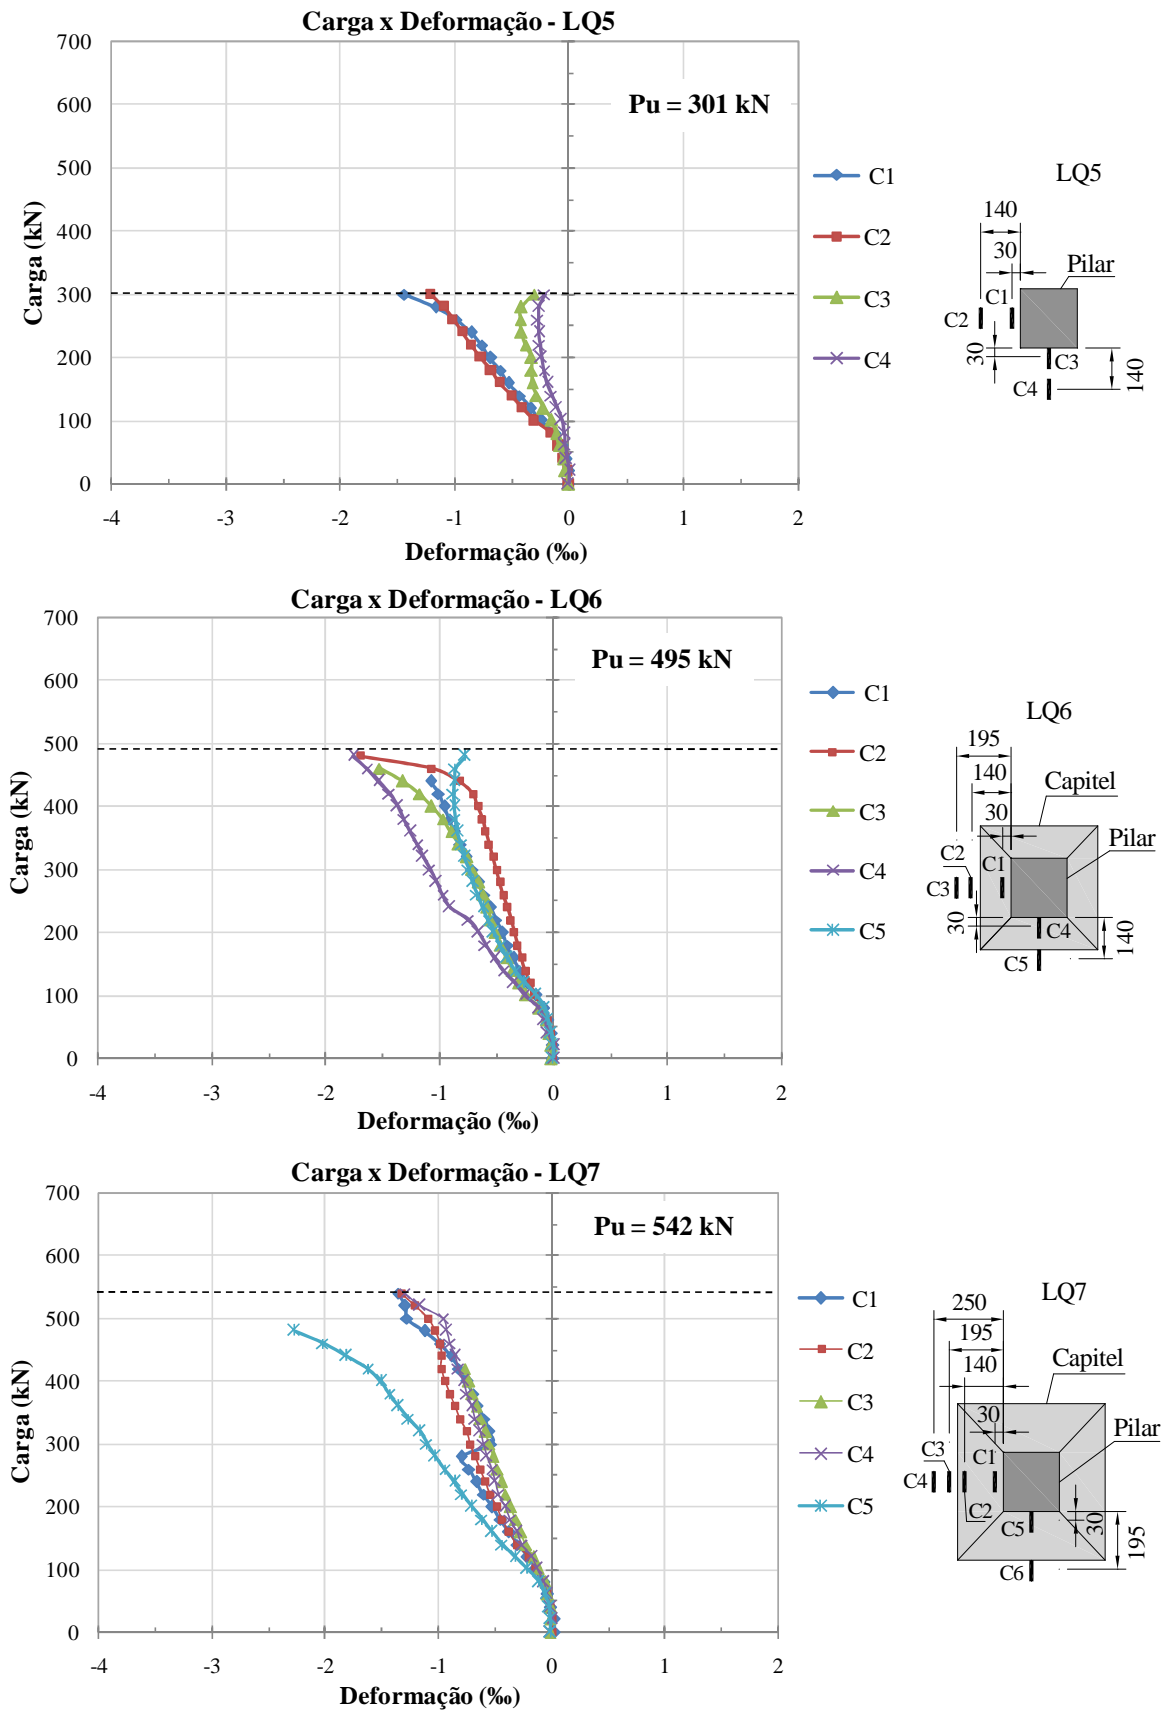 Carga x Deformação - LQ5
Pu = 301 kN
Carga (kN)
700
600
500
400
300
200
100
0
-4 -3 -2 -1 0 1 2
Deformação (‰)
C1
C2
C3
C4
LQ5
140
30
Pilar
C1
C2
30
C3
C4
140
Carga x Deformação - LQ6
Pu = 495 kN
Carga (kN)
700
600
500
400
300
200
100
0
-4 -3 -2 -1 0 1 2
Deformação (‰)
C1
C2
C3
C4
C5
LQ6
195
140
Capitel
30
Pilar
C2
C1
C3
30
C4
140
C5
Carga x Deformação - LQ7
Pu = 542 kN
Carga (kN)
700
600
500
400
300
200
100
0
-4 -3 -2 -1 0 1 2
Deformação (‰)
C1
C2
C3
C4
C5
LQ7
250
195
140
Capitel
30
Pilar
C3
C1
C4
C2
C5
30
195
C6